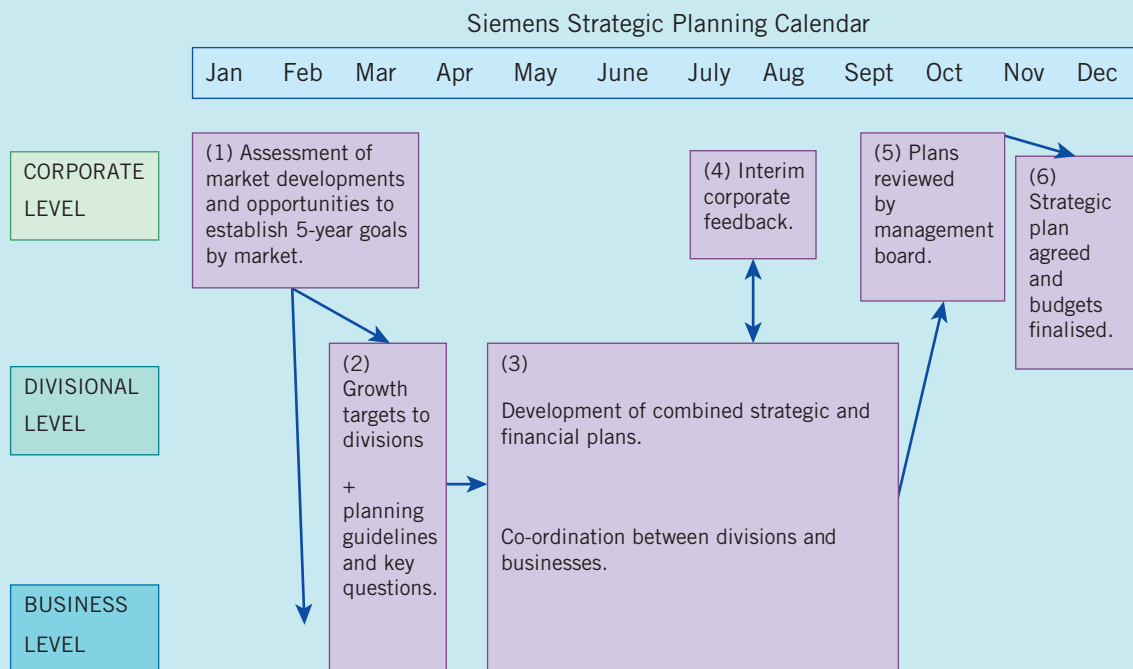 Siemens Strategic Planning Calendar
Jan Feb Mar Apr May June July Aug Sept Oct Nov Dec
CORPORATE
LEVEL
(1) Assessment of
market developments
and opportunities to
establish 5-year goals
by market.
(4) Interim
corporate
feedback.
(5) Plans
reviewed
by
management
board.
(6)
Strategic
plan
agreed
and
budgets
finalised.
DIVISIONAL
LEVEL
(2)
Growth
targets to
divisions
+
planning
guidelines
and key
questions.
(3)
Development of combined strategic and
financial plans.
Co-ordination between divisions and
businesses.
BUSINESS
LEVEL